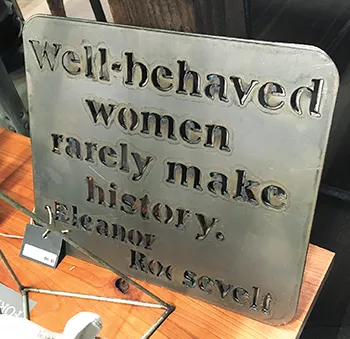 Well-behaved
women
rarely make
history.
Eleanor
Roosevelt